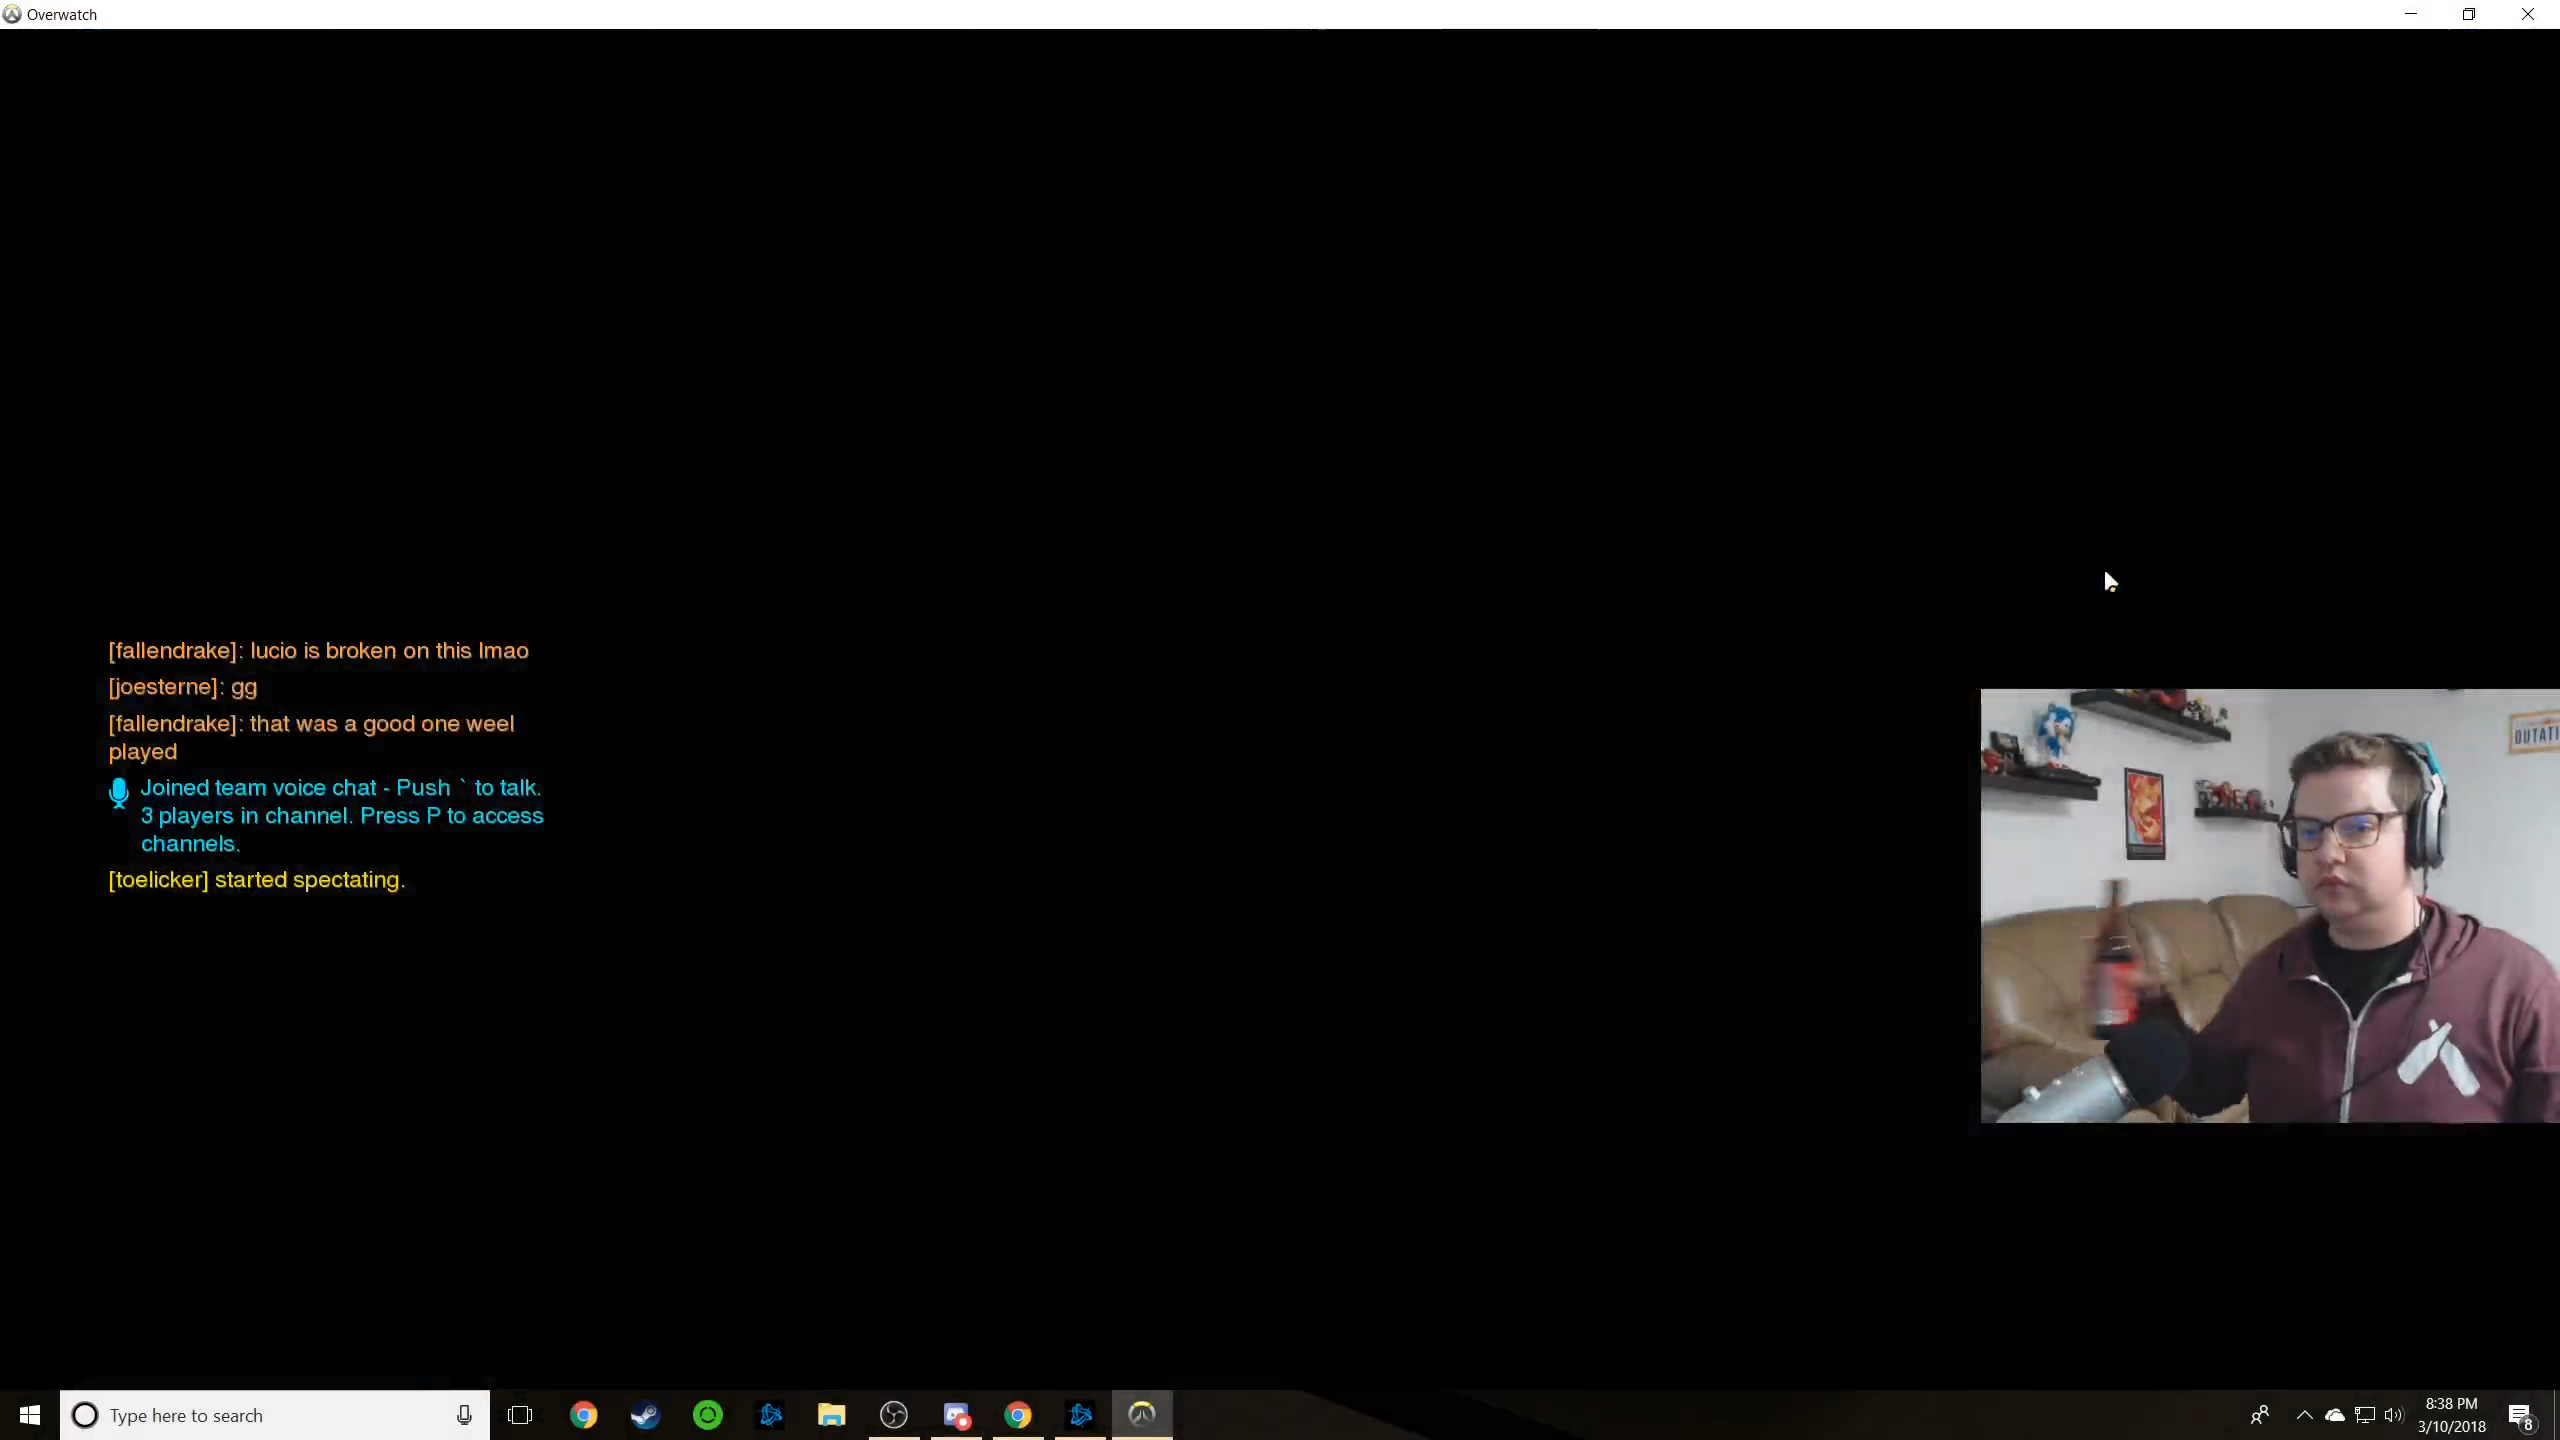 Overwatch
[fallendrake]: lucio is broken on this lmao
[joesterne]: gg
[fallendrake]: that was a good one weel
played
Joined team voice chat - Push ` to talk.
3 players in channel. Press P to access
channels.
[toelicker] started spectating.
OUTATI
Type here to search
8:38 PM
3/10/2018
8